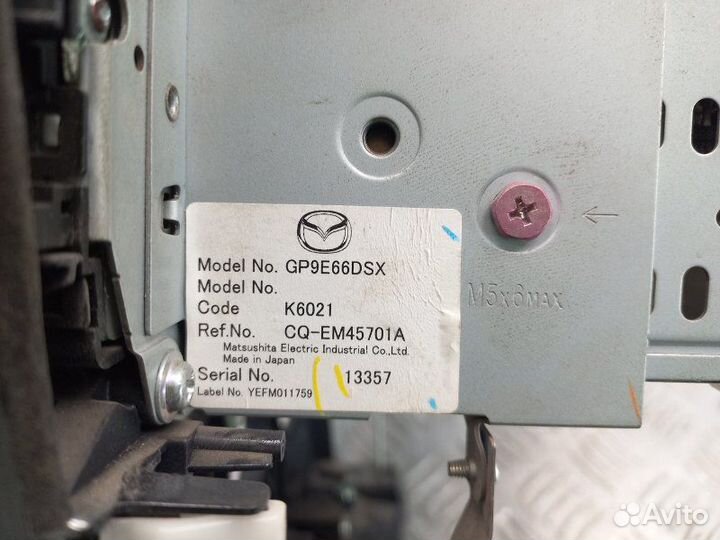 Model No. GP9E66DSX
Model No.
Code K6021
Ref.No. CQ-EM45701A
Matsushita Electric Industrial Co.,Ltd.
Made in Japan
Serial No. 13357
Label No. YEFM011759
M5x8MAX
Avito